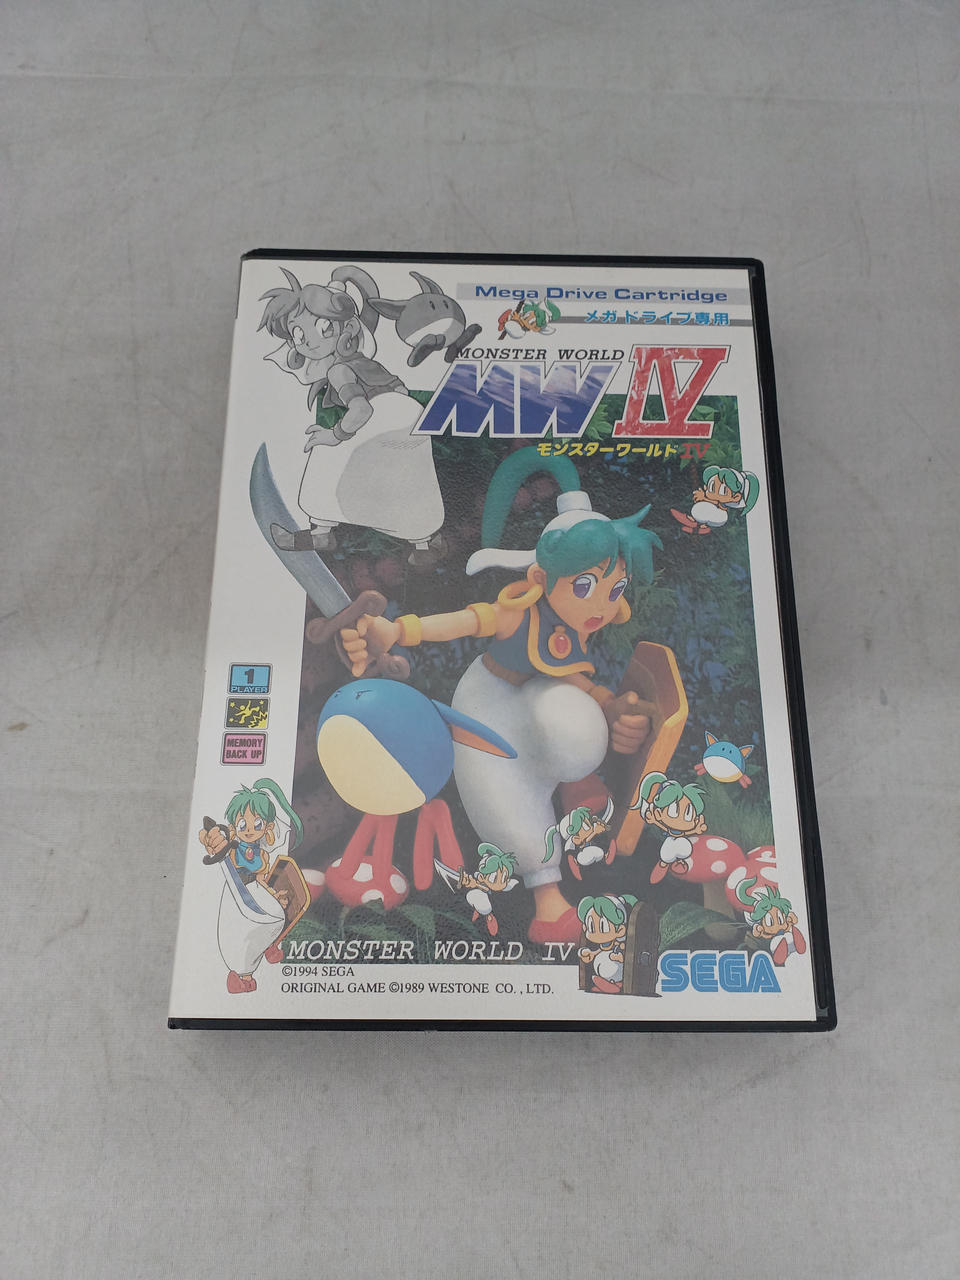 Mega Drive Cartridge
メガドライブ専用
MONSTER WORLD
MW IV
モンスターワールドIV
1
PLAYER
MEMORY
BACK UP
MONSTER WORLD IV
©1994 SEGA
ORIGINAL GAME ©1989 WESTONE CO., LTD.
SEGA